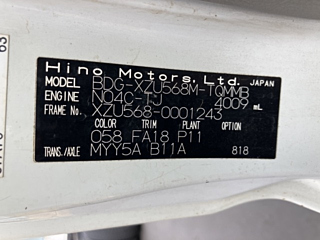 Hino Motors, Ltd. JAPAN
MODEL BDG-XZU568M-TQMMB
ENGINE N04C-TJ 4009 mL
FRAME No. XZU568-0001243
COLOR TRIM PLANT OPTION
058 FA18 P11
TRANS./AXLE MYY5A B11A 818